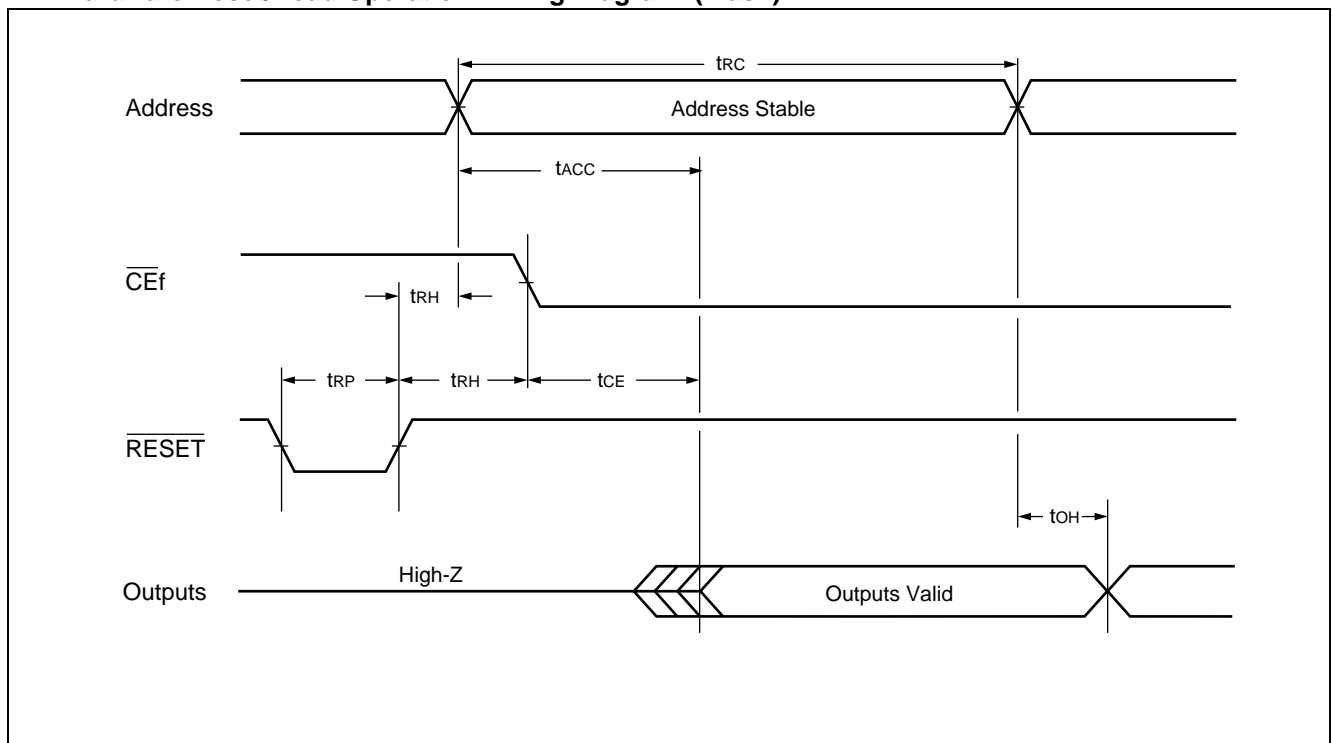 tRC
Address
Address Stable
tACC
CEf
tRH
tRP
tRH
tCE
RESET
tOH
High-Z
Outputs
Outputs Valid